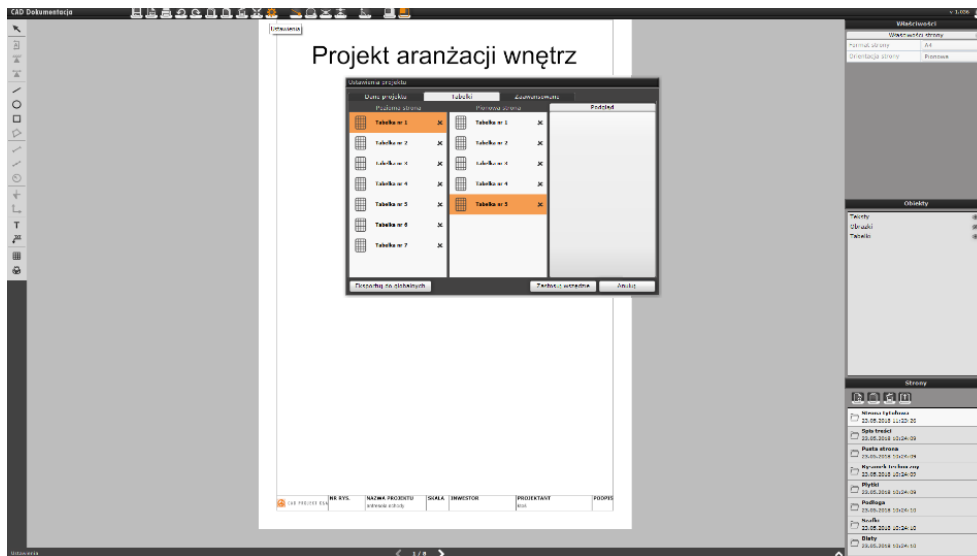 CAD Dokumentacja
Ustawienia
Projekt aranżacji wnętrz
Ustawienia projektu
Dane projektu
Tabelki
Zaawansowane
Pozioma strona
Pionowa strona
Podgląd
Tabelka nr 1
Tabelka nr 2
Tabelka nr 3
Tabelka nr 4
Tabelka nr 5
Tabelka nr 6
Tabelka nr 7
Tabelka nr 1
Tabelka nr 2
Tabelka nr 3
Tabelka nr 4
Tabelka nr 5
Eksportuj do globalnych
Zastosuj wszędzie
Anuluj
NR RYS.
NAZWA PROJEKTU
SKALA
INWESTOR
PROJEKTANT
PODPIS
Właściwości
Właściwości strony
Format strony
A4
Orientacja strony
Pionowa
Obiekty
Teksty
Obrazki
Tabelki
Strony
Strona tytułowa
Spis treści
Pusta strona
Rysunek techniczny
Płytki
Podłoga
Szafki
Blaty
Ustawienia
1/8